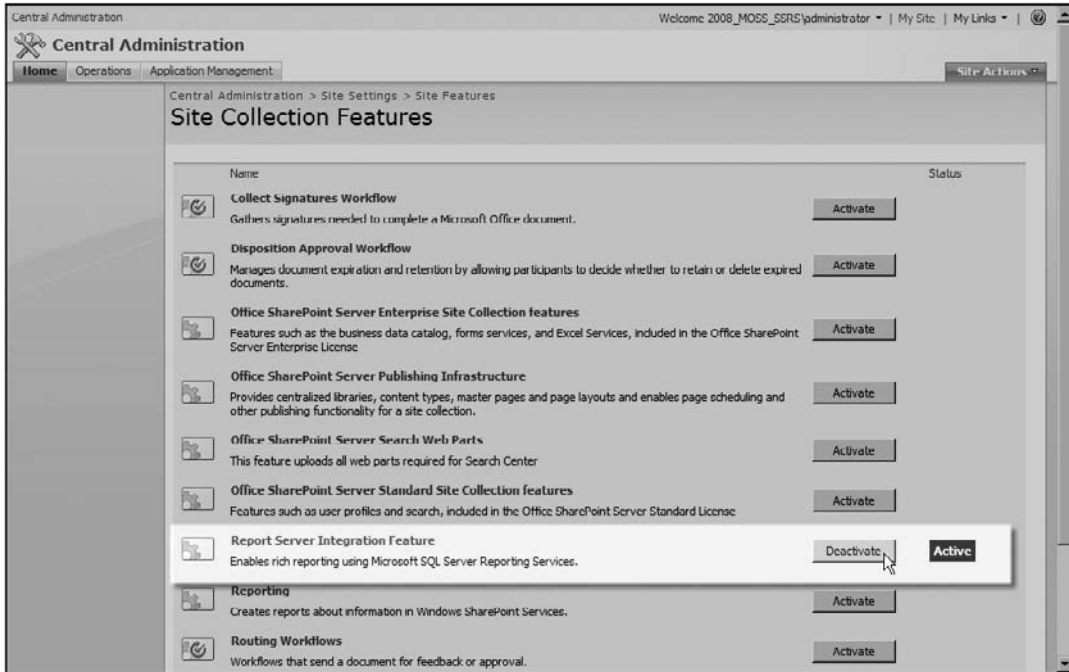 Central Administration
Welcome 2008_MOSS_SSRS\administrator | My Site | My Links |
Central Administration
Home Operations Application Management Site Actions
Central Administration > Site Settings > Site Features
Site Collection Features
Name Status
Collect Signatures Workflow
Gathers signatures needed to complete a Microsoft Office document.
Activate
Disposition Approval Workflow
Manages document expiration and retention by allowing participants to decide whether to retain or delete expired
documents.
Activate
Office SharePoint Server Enterprise Site Collection features
Features such as the business data catalog, forms services, and Excel Services, included in the Office SharePoint
Server Enterprise License
Activate
Office SharePoint Server Publishing Infrastructure
Provides centralized libraries, content types, master pages and page layouts and enables page scheduling and
other publishing functionality for a site collection.
Activate
Office SharePoint Server Search Web Parts
This feature uploads all web parts required for Search Center
Activate
Office SharePoint Server Standard Site Collection features
Features such as user profiles and search, included in the Office SharePoint Server Standard License
Activate
Report Server Integration Feature
Enables rich reporting using Microsoft SQL Server Reporting Services.
Deactivate Active
Reporting
Creates reports about information in Windows SharePoint Services.
Activate
Routing Workflows
Workflows that send a document for feedback or approval.
Activate